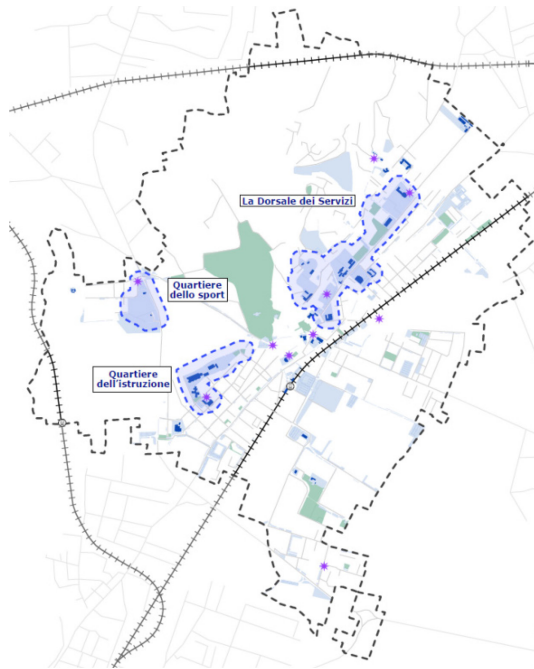 La Dorsale dei Servizi
Quartiere
dello sport
Quartiere
dell'istruzione